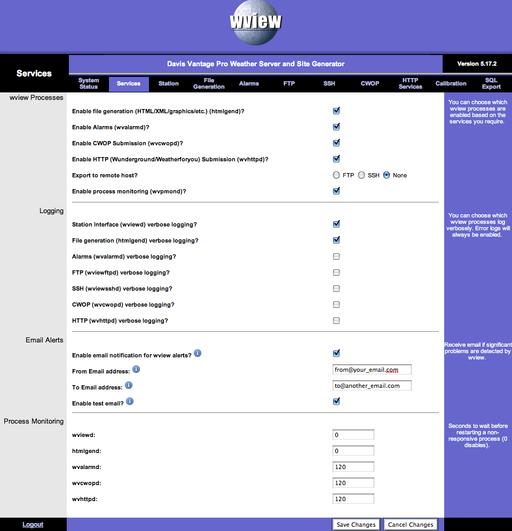 wview
Davis Vantage Pro Weather Server and Site Generator
Version 5.17.2
Services
System Status
Services
Station
File Generation
Alarms
FTP
SSH
CWOP
HTTP Services
Calibration
SQL Export
wview Processes
Enable file generation (HTML/XML/graphics/etc.) (htmlgend)?
Enable Alarms (wvalarmd)?
Enable CWOP Submission (wvcwopd)?
Enable HTTP (Wunderground/Weatherforyou) Submission (wvhttpd)?
Export to remote host? FTP SSH None
Enable process monitoring (wvpmond)?
You can choose which
wview processes are
enabled based on the
services you require.
Logging
Station Interface (wviewd) verbose logging?
File generation (htmlgend) verbose logging?
Alarms (wvalarmd) verbose logging?
FTP (wviewftpd) verbose logging?
SSH (wviewsshd) verbose logging?
CWOP (wvcwopd) verbose logging?
HTTP (wvhttpd) verbose logging?
You can choose which
wview processes log
verbosely. Error logs will
always be enabled.
Email Alerts
Enable email notification for wview alerts?
From Email address: from@your_email.com
To Email address: to@another_email.com
Enable test email?
Receive email if significant
problems are detected by
wview.
Process Monitoring
wviewd: 0
htmlgend: 0
wvalarmd: 120
wvcwopd: 120
wvhttpd: 120
Seconds to wait before
restarting a non-
responsive process (0
disables).
Logout
Save Changes
Cancel Changes